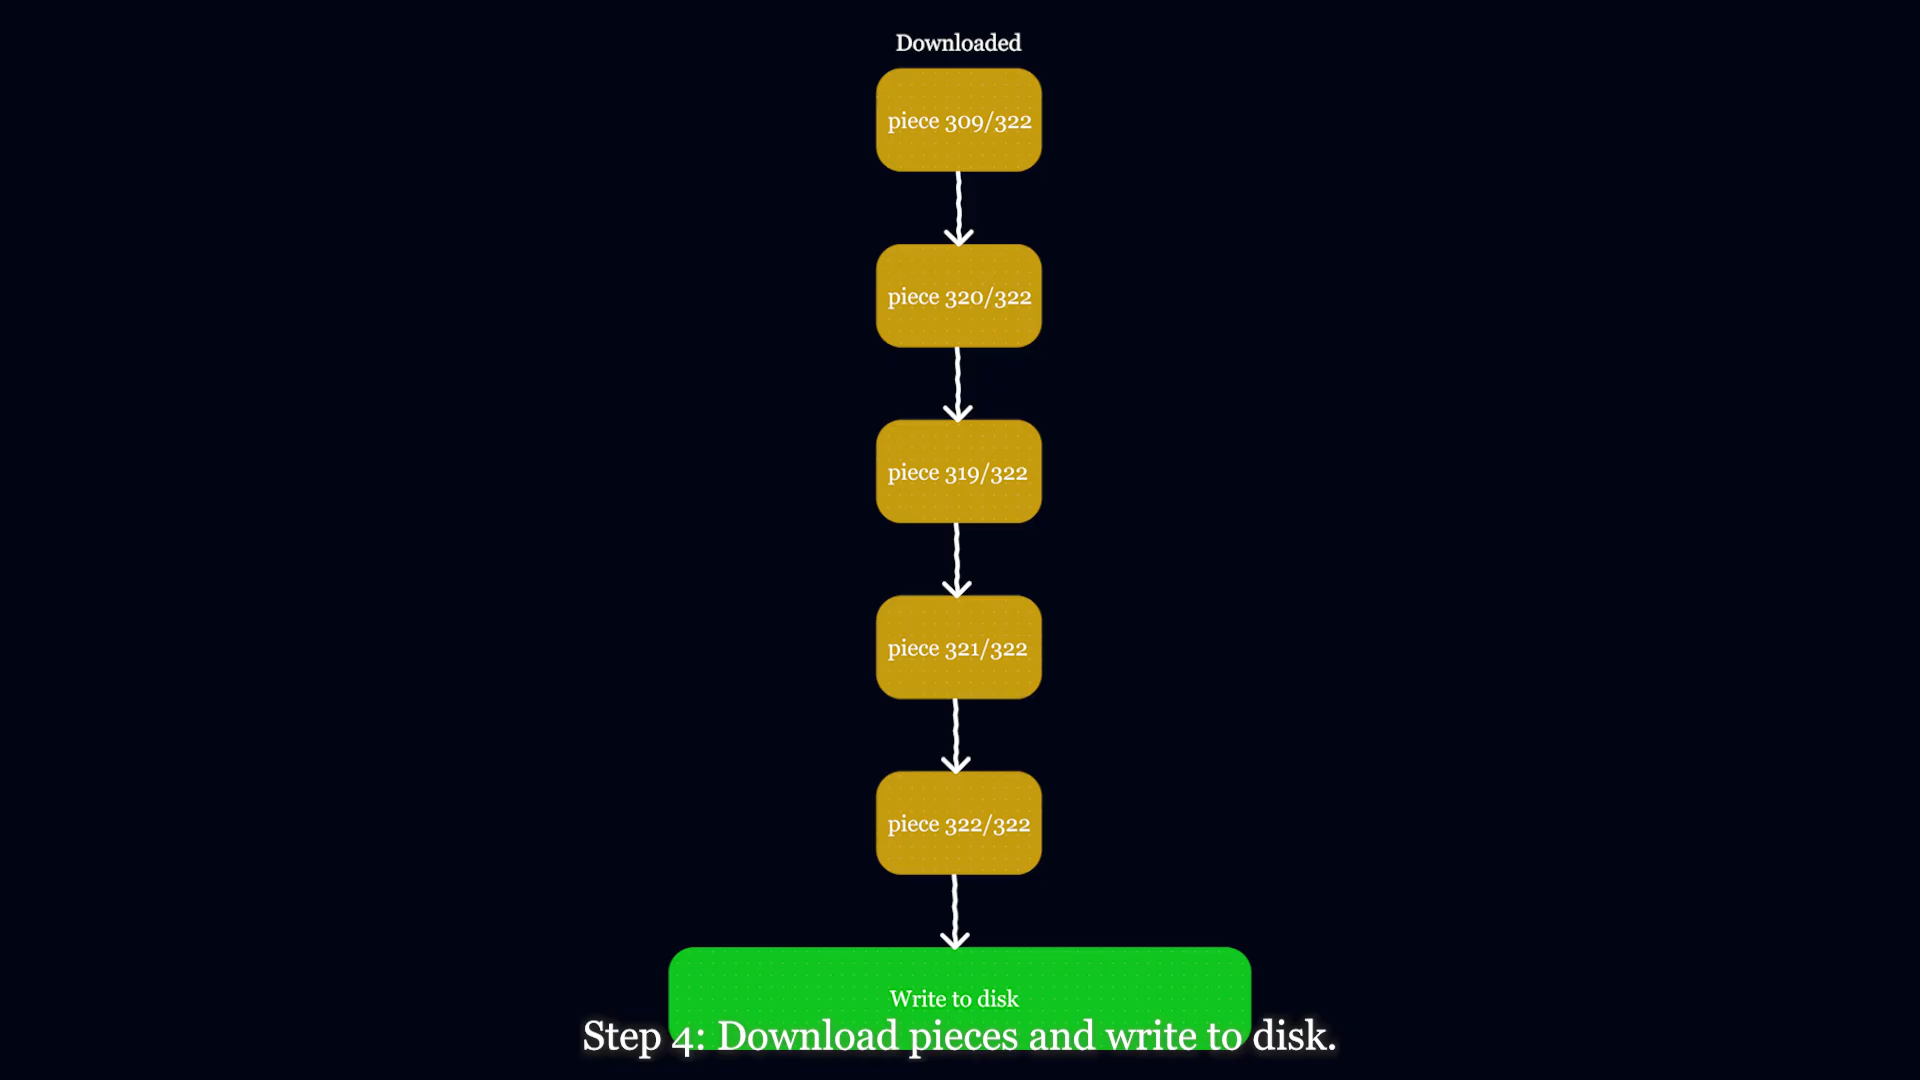 Downloaded
piece 309/322
piece 320/322
piece 319/322
piece 321/322
piece 322/322
Write to disk
Step 4: Download pieces and write to disk.